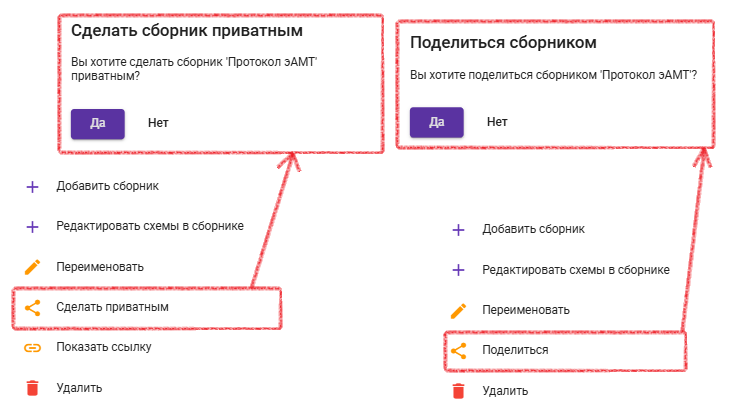 Сделать сборник приватным
Вы хотите сделать сборник 'Протокол эАМТ'
приватным?
Да
Нет
Добавить сборник
Редактировать схемы в сборнике
Переименовать
Сделать приватным
Показать ссылку
Удалить
Поделиться сборником
Вы хотите поделиться сборником 'Протокол эАМТ'?
Да
Нет
Добавить сборник
Редактировать схемы в сборнике
Переименовать
Поделиться
Удалить